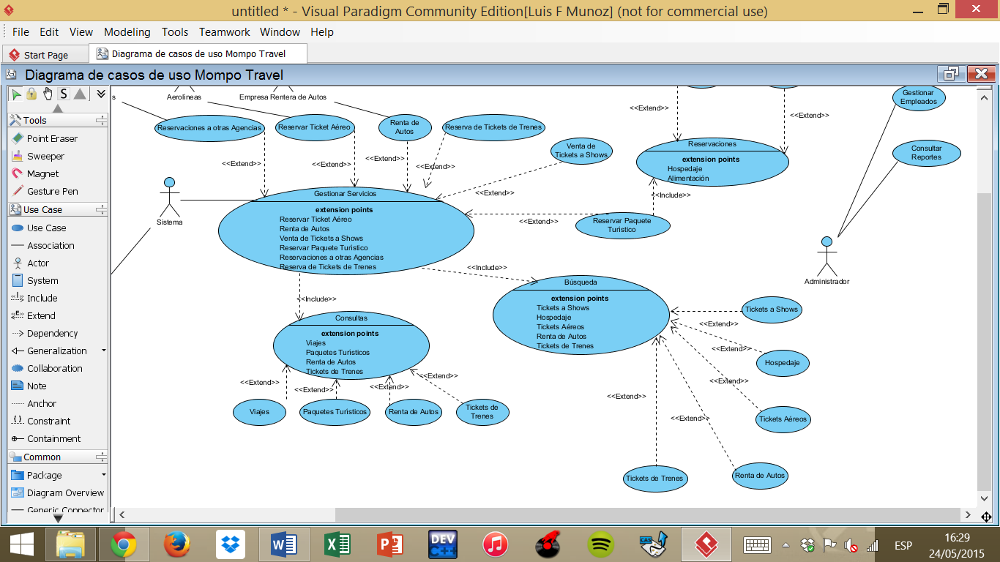 untitled * - Visual Paradigm Community Edition[Luis F Munoz] (not for commercial use)
File Edit View Modeling Tools Teamwork Window Help
Start Page
Diagrama de casos de uso Mompo Travel
Diagrama de casos de uso Mompo Travel
S
Tools
Point Eraser
Sweeper
Magnet
Gesture Pen
Use Case
Use Case
Association
Actor
System
Include
Extend
Dependency
Generalization
Collaboration
Note
Anchor
Constraint
Containment
Common
Package
Diagram Overview
Generic Connector
s
Aerolíneas
Empresa Rentera de Autos
Reservaciones a otras Agencias
Reservar Ticket Aéreo
Renta de
Autos
Reserva de Tickets de Trenes
Venta de
Tickets a Shows
<<Extend>>
<<Extend>>
<<Extend>>
<<Extend>>
<<Extend>>
<<Extend>>
Sistema
Gestionar Servicios
extension points
Reservar Ticket Aéreo
Renta de Autos
Venta de Tickets a Shows
Reservar Paquete Turístico
Reservaciones a otras Agencias
Reserva de Tickets de Trenes
<<Extend>>
<<Extend>>
Reservaciones
extension points
Hospedaje
Alimentación
<<Include>>
Reservar Paquete
Turístico
Gestionar
Empleados
Consultar
Reportes
Administrador
<<Include>>
<<Include>>
Búsqueda
extension points
Tickets a Shows
Hospedaje
Tickets Aéreos
Renta de Autos
Tickets de Trenes
Consultas
extension points
Viajes
Paquetes Turísticos
Renta de Autos
Tickets de Trenes
<<Extend>>
<<Extend>>
<<Extend>>
<<Extend>>
Viajes
Paquetes Turísticos
Renta de Autos
Tickets de
Trenes
Tickets a Shows
<<Extend>>
<<Extend>>
Hospedaje
<<Extend>>
<<Extend>>
<<Extend>>
Tickets Aéreos
Tickets de Trenes
Renta de Autos
DEV
C++
CAS
ESP
16:29
24/05/2015